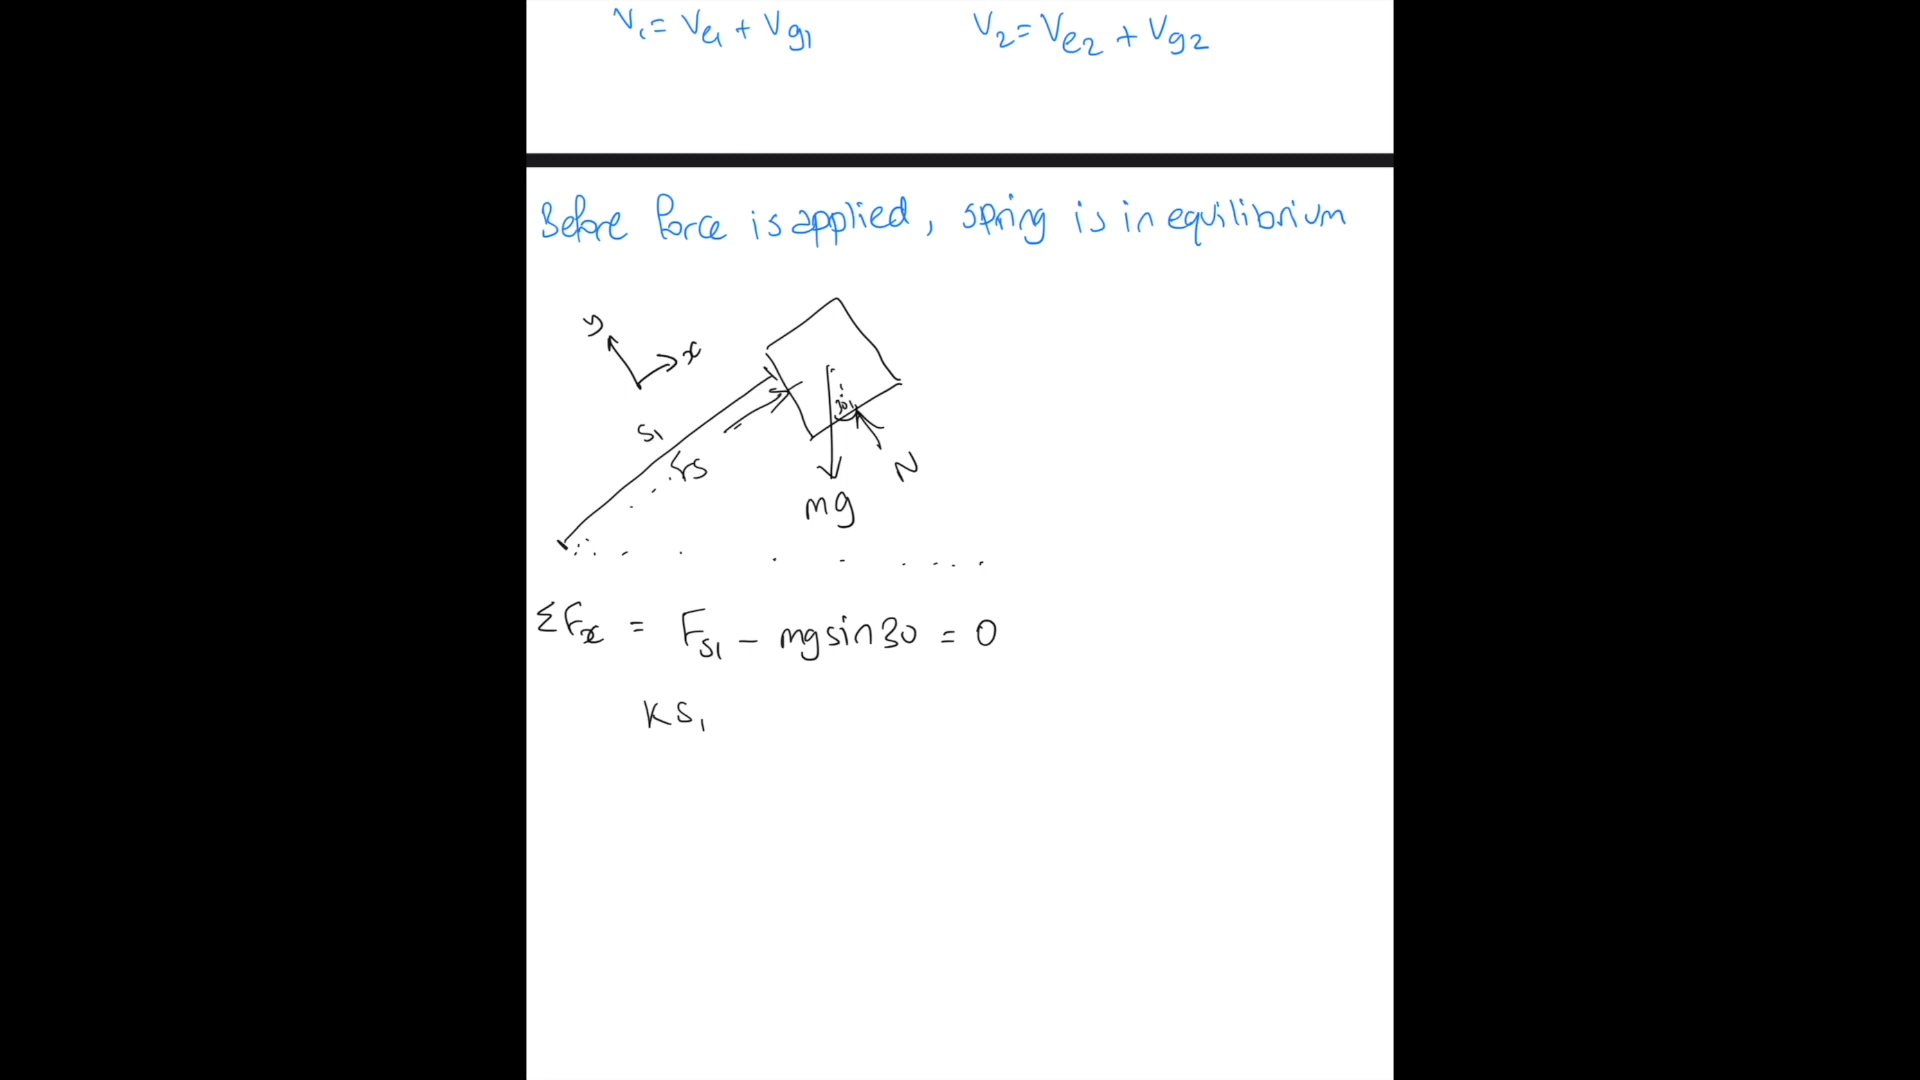 V₁ = Ve1 + Vg1
V2 = Ve2 + Vg2
Before force is applied, spring is in equilibrium
y
x
S1
30
Fs
N
mg
ΣFx = Fs1 - mg sin 30 = 0
KS1